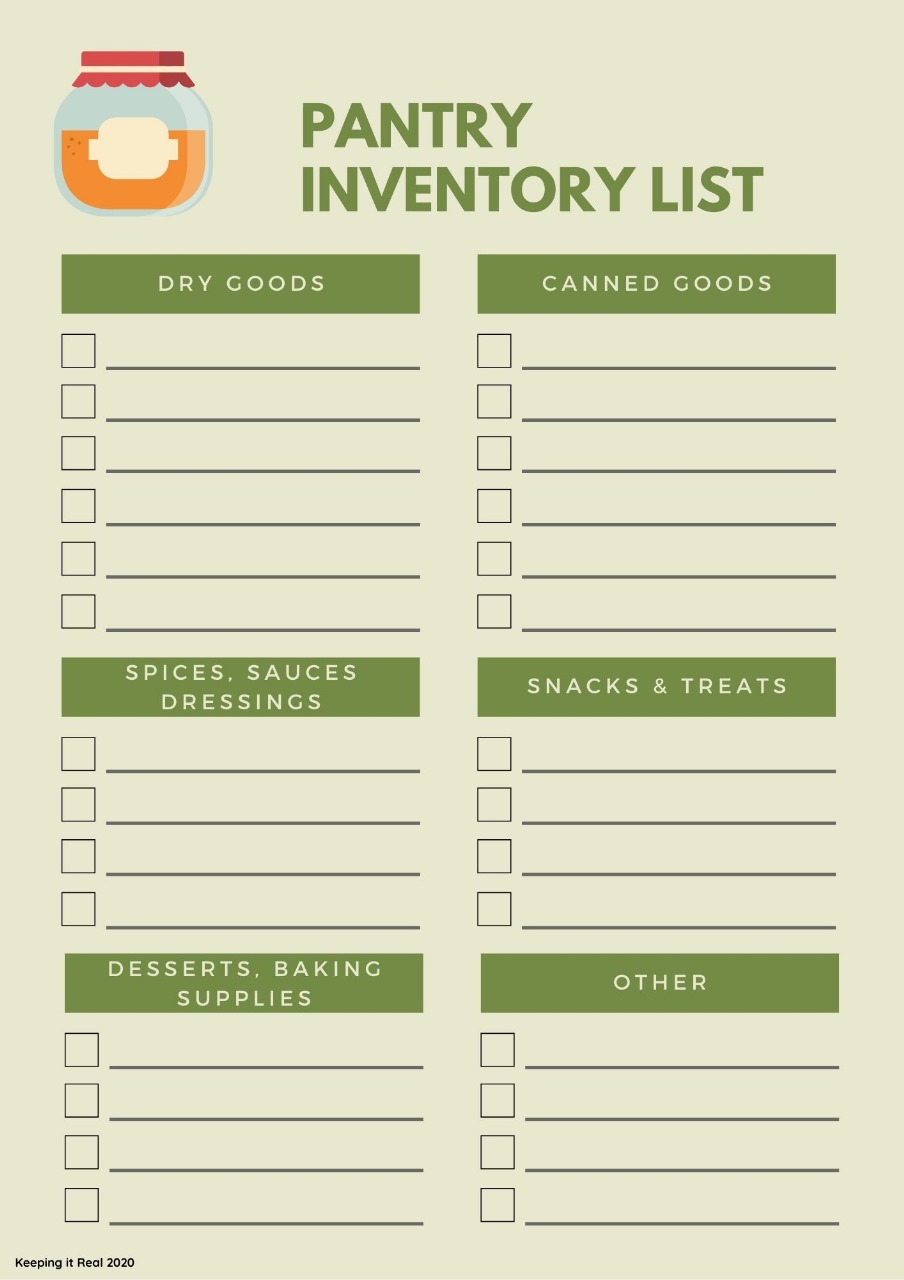 PANTRY
INVENTORY LIST
DRY GOODS
CANNED GOODS
SPICES, SAUCES
DRESSINGS
SNACKS & TREATS
DESSERTS, BAKING
SUPPLIES
OTHER
Keeping it Real 2020